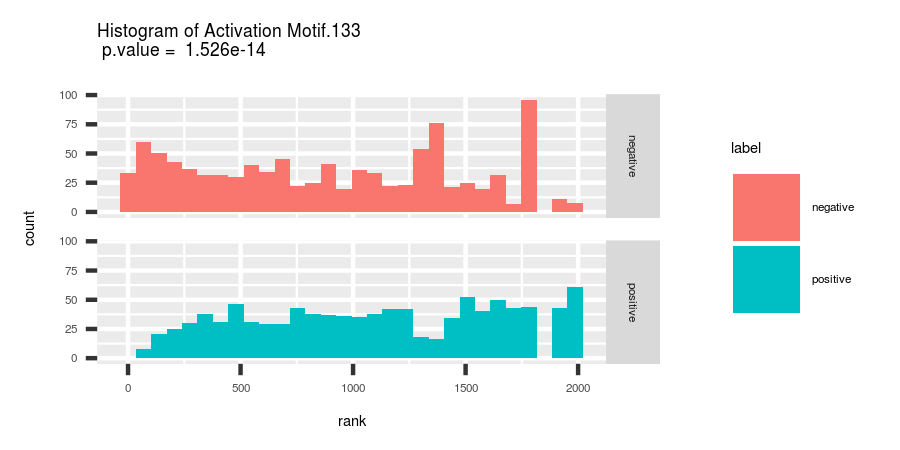 Histogram of Activation Motif.133
p.value = 1.526e-14
count
100
75
50
25
0
negative
100
75
50
25
0
positive
0 500 1000 1500 2000
rank
label
negative
positive